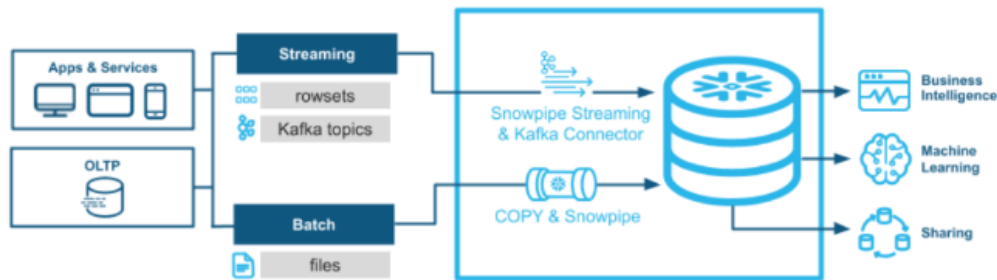 Apps & Services
OLTP
Streaming
rowsets
Kafka topics
Batch
files
Snowpipe Streaming
& Kafka Connector
COPY & Snowpipe
Business
Intelligence
Machine
Learning
Sharing